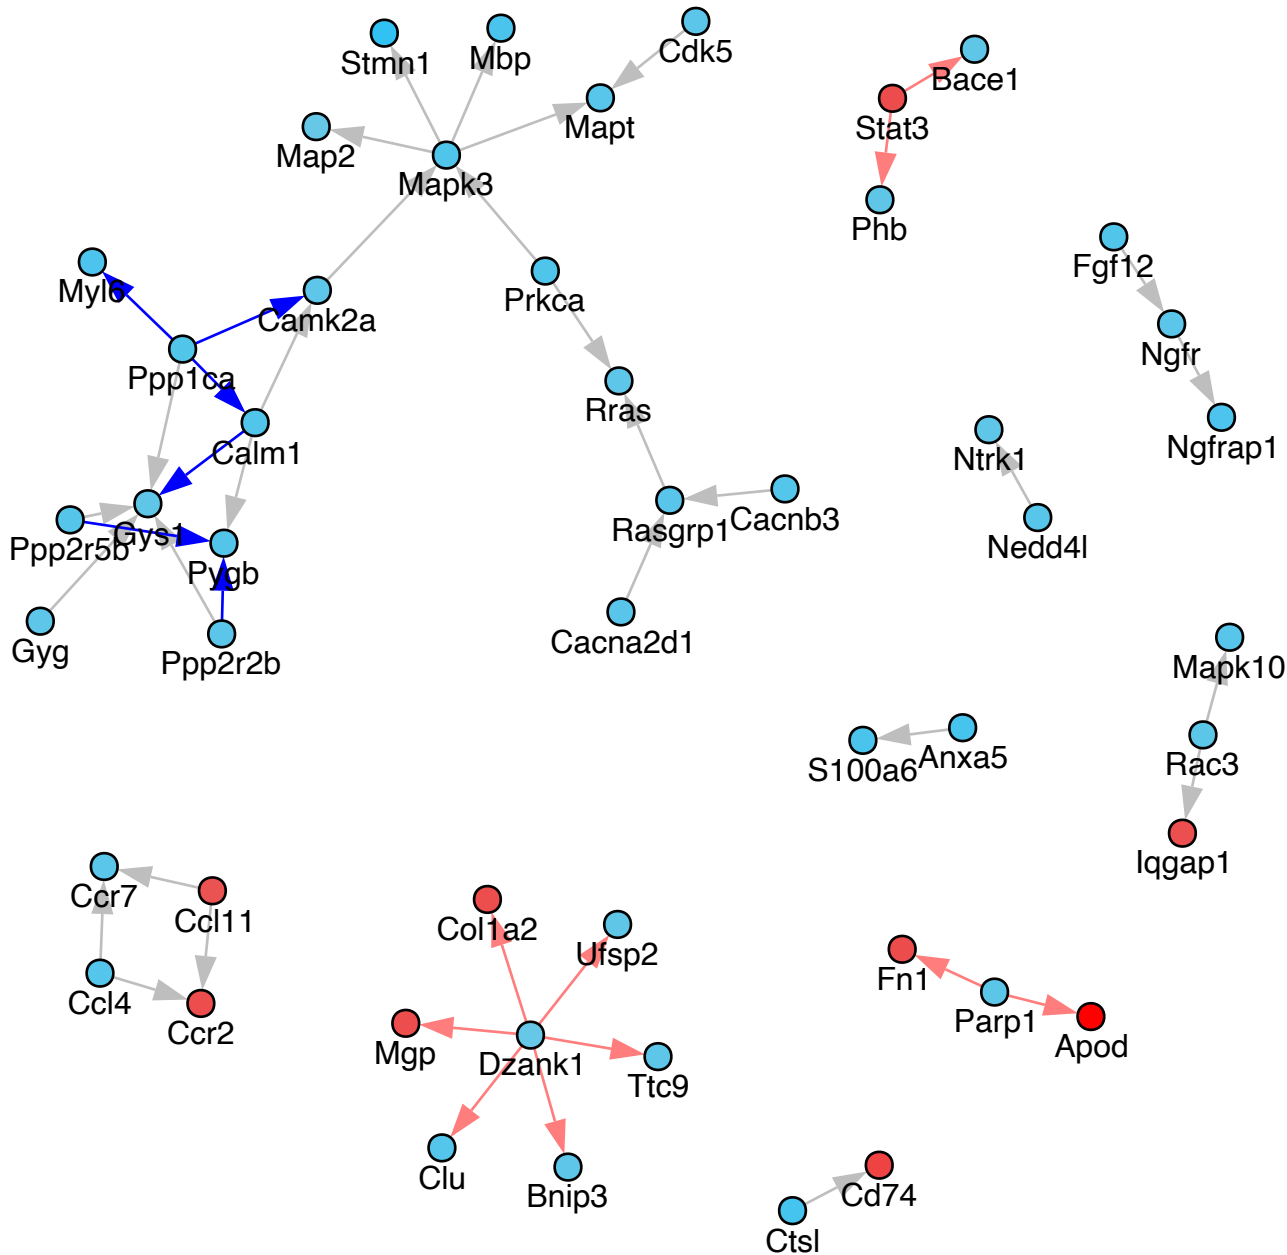 Stmn1
Mbp
Cdk5
Bace1
Mapt
Stat3
Map2
Mapk3
Phb
Fgf12
Myl6
Camk2a
Prkca
Ngfr
Ppp1ca
Rras
Calm1
Ntrk1
Ngfrap1
Ppp2r5b
Gys1
Rasgrp1
Cacnb3
Nedd4l
Pygb
Gyg
Ppp2r2b
Cacna2d1
Mapk10
S100a6
Anxa5
Rac3
Iqgap1
Ccr7
Ccl11
Col1a2
Ufsp2
Fn1
Ccl4
Ccr2
Mgp
Dzank1
Parp1
Apod
Ttc9
Clu
Bnip3
Cd74
Ctsl